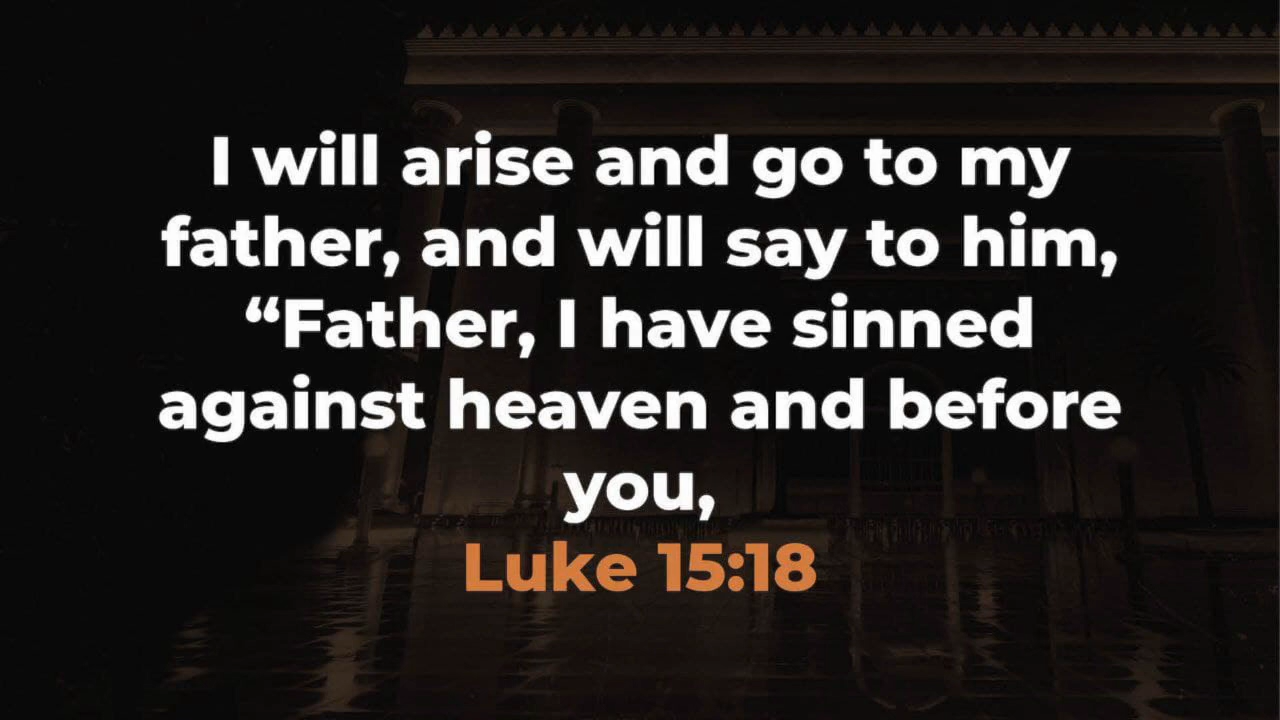 I will arise and go to my
father, and will say to him,
“Father, I have sinned
against heaven and before
you,
Luke 15:18